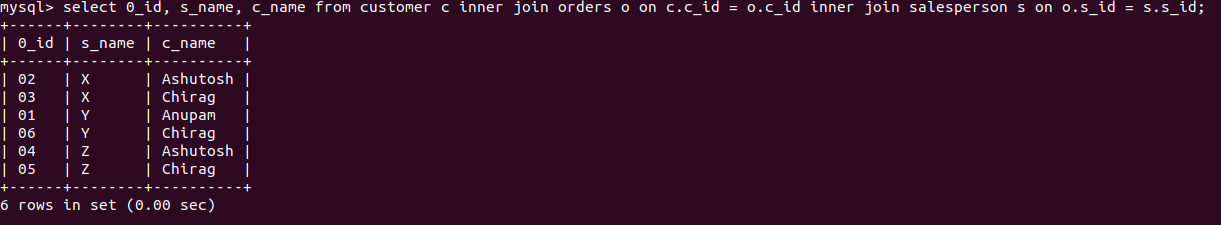 mysql> select 0_id, s_name, c_name from customer c inner join orders o on c.c_id = o.c_id inner join salesperson s on o.s_id = s.s_id;
+------+--------+----------+
| 0_id | s_name | c_name   |
+------+--------+----------+
| 02   | X      | Ashutosh |
| 03   | X      | Chirag   |
| 01   | Y      | Anupam   |
| 06   | Y      | Chirag   |
| 04   | Z      | Ashutosh |
| 05   | Z      | Chirag   |
+------+--------+----------+
6 rows in set (0.00 sec)